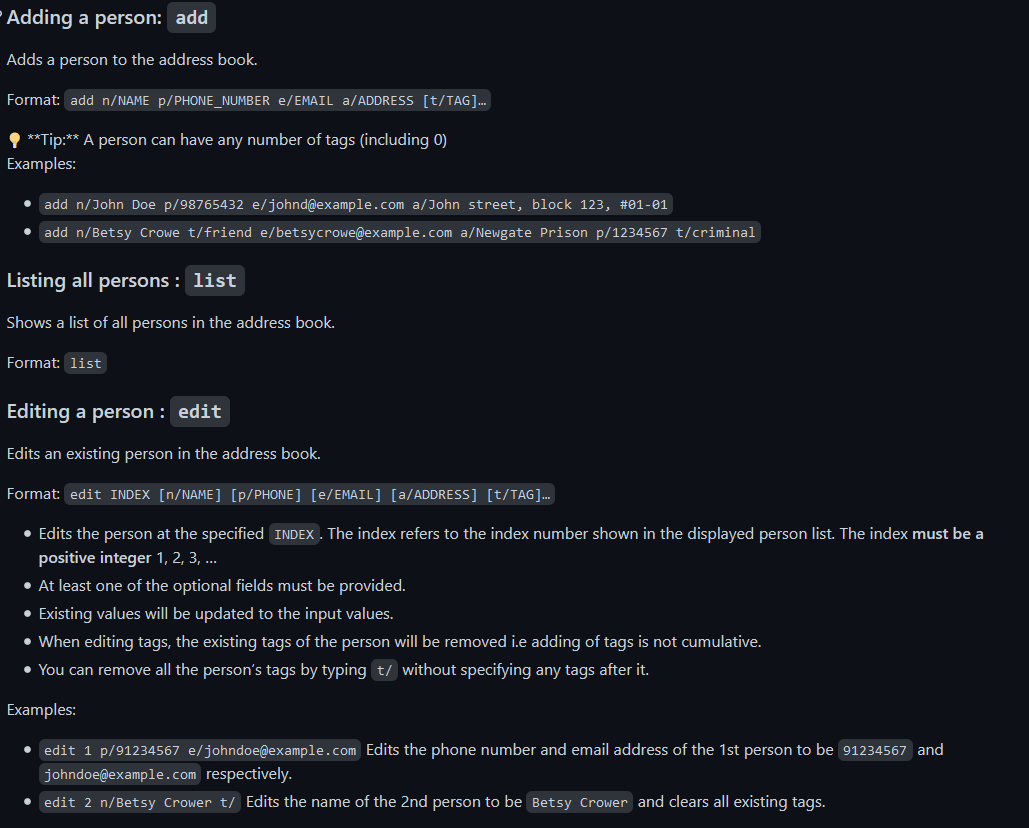 Adding a person: add
Adds a person to the address book.
Format: add n/NAME p/PHONE_NUMBER e/EMAIL a/ADDRESS [t/TAG]…
💡 **Tip:** A person can have any number of tags (including 0)
Examples:
• add n/John Doe p/98765432 e/johnd@example.com a/John street, block 123, #01-01
• add n/Betsy Crowe t/friend e/betsycrowe@example.com a/Newgate Prison p/1234567 t/criminal
Listing all persons : list
Shows a list of all persons in the address book.
Format: list
Editing a person : edit
Edits an existing person in the address book.
Format: edit INDEX [n/NAME] [p/PHONE] [e/EMAIL] [a/ADDRESS] [t/TAG]…
• Edits the person at the specified INDEX. The index refers to the index number shown in the displayed person list. The index must be a
positive integer 1, 2, 3, …
• At least one of the optional fields must be provided.
• Existing values will be updated to the input values.
• When editing tags, the existing tags of the person will be removed i.e adding of tags is not cumulative.
• You can remove all the person's tags by typing t/ without specifying any tags after it.
Examples:
• edit 1 p/91234567 e/johndoe@example.com Edits the phone number and email address of the 1st person to be 91234567 and
johndoe@example.com respectively.
• edit 2 n/Betsy Crower t/ Edits the name of the 2nd person to be Betsy Crower and clears all existing tags.